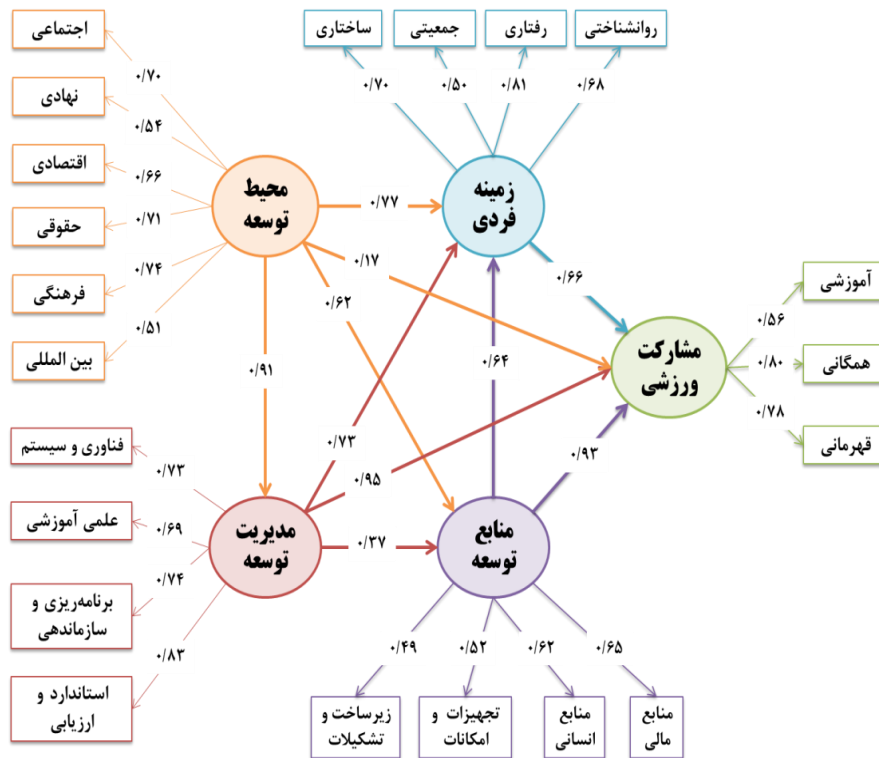 اجتماعی
نهادی
اقتصادی
حقوقی
فرهنگی
بین المللی
۰/۷۰
۰/۵۴
۰/۶۶
۰/۷۱
۰/۷۴
۰/۵۱
محیط
توسعه
ساختاری
جمعیتی
رفتاری
روانشناختی
۰/۷۰
۰/۵۰
۰/۸۱
۰/۶۸
زمینه
فردی
۰/۷۷
۰/۱۷
۰/۶۲
۰/۹۱
۰/۶۶
۰/۶۴
۰/۷۳
۰/۹۵
۰/۹۳
۰/۳۷
مشارکت
ورزشی
آموزشی
همگانی
قهرمانی
۰/۵۶
۰/۸۰
۰/۷۸
فناوری و سیستم
علمی آموزشی
برنامه‌ریزی و
سازماندهی
استاندارد و
ارزیابی
۰/۷۳
۰/۶۹
۰/۷۴
۰/۸۳
مدیریت
توسعه
منابع
توسعه
۰/۴۹
۰/۵۲
۰/۶۲
۰/۶۵
زیرساخت و
تشکیلات
تجهیزات و
امکانات
منابع
انسانی
منابع
مالی